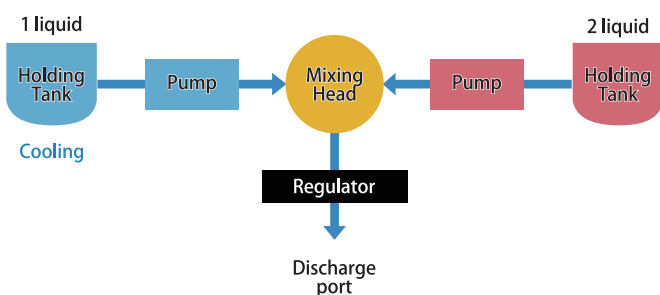 1 liquid
2 liquid
Holding
Tank
Pump
Mixing
Head
Pump
Holding
Tank
Cooling
Regulator
Discharge
port